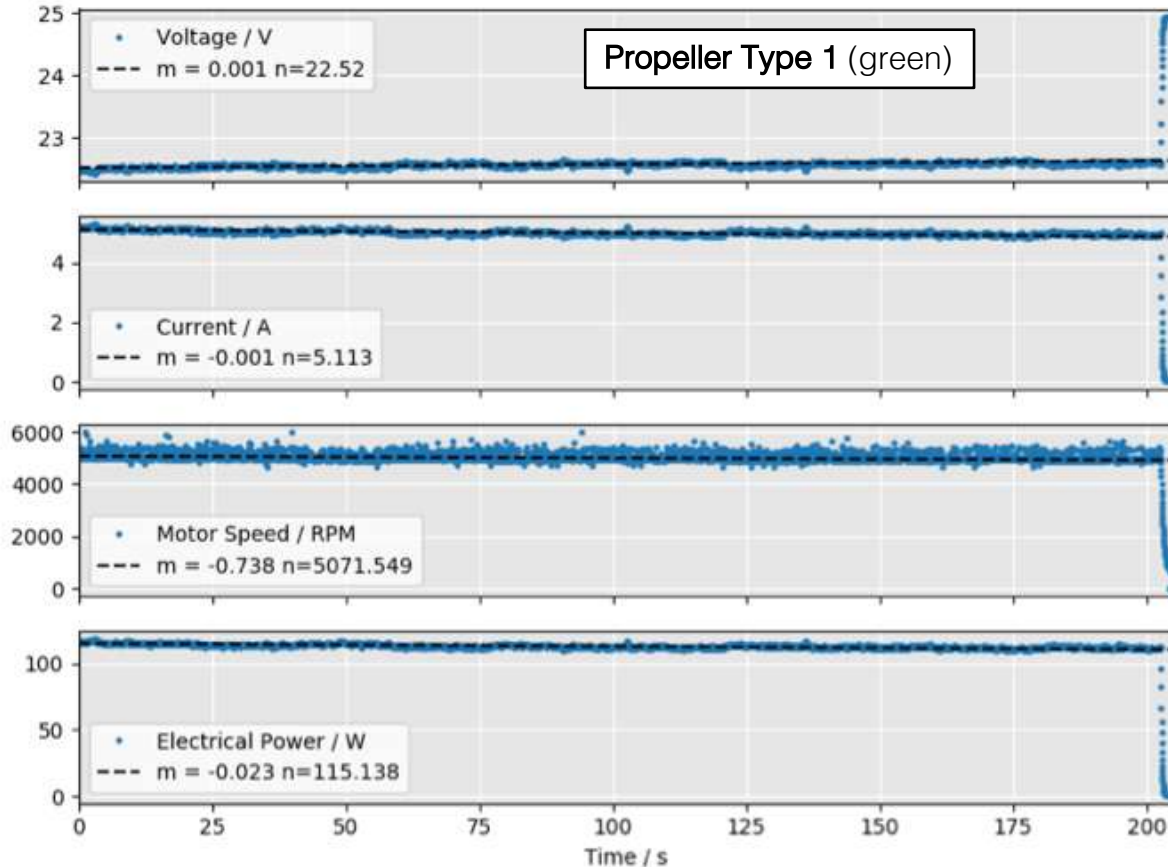 25
24
23
Voltage / V
m = 0.001 n=22.52
Propeller Type 1 (green)
4
2
0
Current / A
m = -0.001 n=5.113
6000
4000
2000
0
Motor Speed / RPM
m = -0.738 n=5071.549
100
50
0
Electrical Power / W
m = -0.023 n=115.138
0 25 50 75 100 125 150 175 200
Time / s